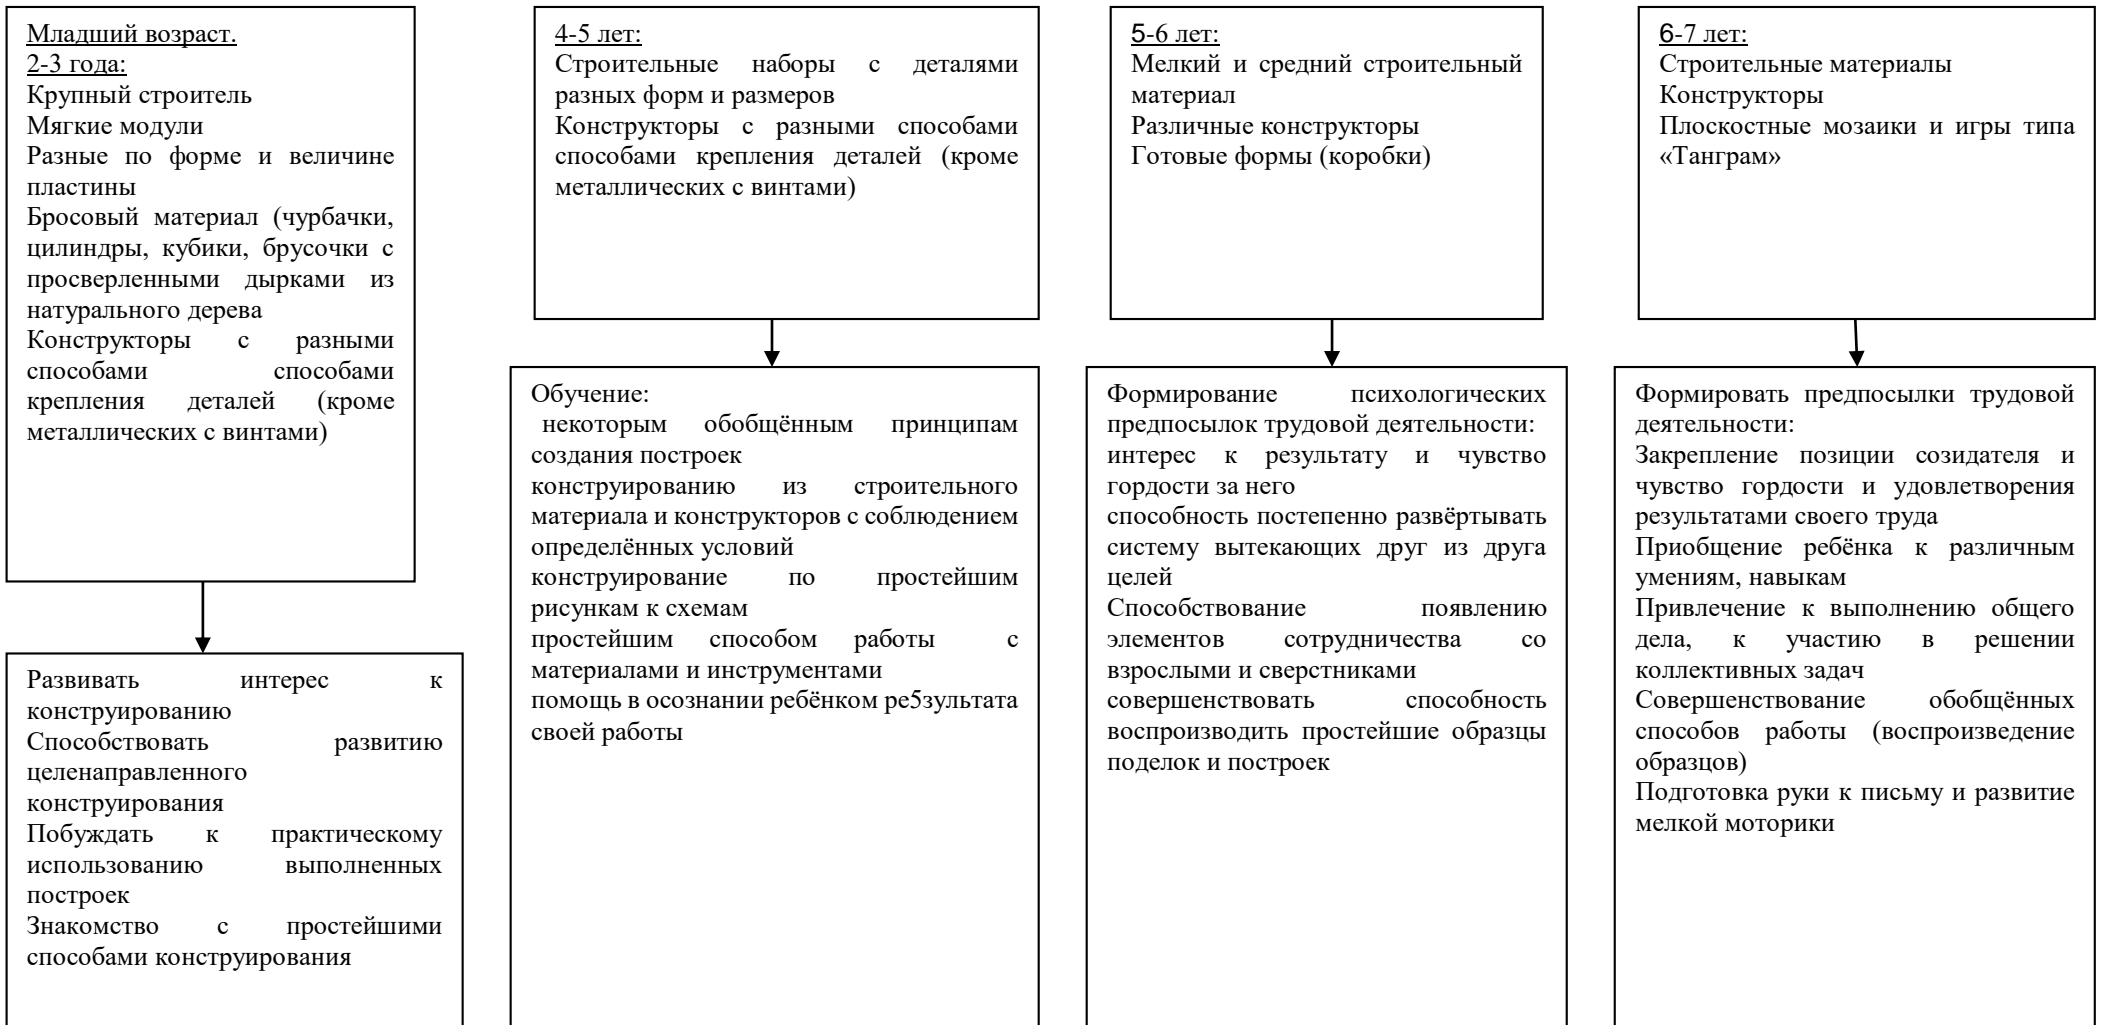 Младший возраст.
2-3 года:
Крупный строитель
Мягкие модули
Разные по форме и величине
пластины
Бросовый материал (чурбачки,
цилиндры, кубики, брусочки с
просверленными дырками из
натурального дерева
Конструкторы с разными
способами способами
крепления деталей (кроме
металлических с винтами)
Развивать интерес к
конструированию
Способствовать развитию
целенаправленного
конструирования
Побуждать к практическому
использованию выполненных
построек
Знакомство с простейшими
способами конструирования
4-5 лет:
Строительные наборы с деталями
разных форм и размеров
Конструкторы с разными способами
способами крепления деталей (кроме
металлических с винтами)
Обучение:
некоторым обобщённым принципам
создания построек
конструированию из строительного
материала и конструкторов с соблюдением
определённых условий
конструирование по простейшим
рисункам к схемам
простейшим способом работы с
материалами и инструментами
помощь в осознании ребёнком ре5зультата
своей работы
5-6 лет:
Мелкий и средний строительный
материал
Различные конструкторы
Готовые формы (коробки)
Формирование психологических
предпосылок трудовой деятельности:
интерес к результату и чувство
гордости за него
способность постепенно развёртывать
систему вытекающих друг из друга
целей
Способствование появлению
элементов сотрудничества со
взрослыми и сверстниками
совершенствовать способность
воспроизводить простейшие образцы
поделок и построек
6-7 лет:
Строительные материалы
Конструкторы
Плоскостные мозаики и игры типа
«Танграм»
Формировать предпосылки трудовой
деятельности:
Закрепление позиции созидателя и
чувство гордости и удовлетворения
результатами своего труда
Приобщение ребёнка к различным
умениям, навыкам
Привлечение к выполнению общего
дела, к участию в решении
коллективных задач
Совершенствование обобщённых
способов работы (воспроизведение
образцов)
Подготовка руки к письму и развитие
мелкой моторики